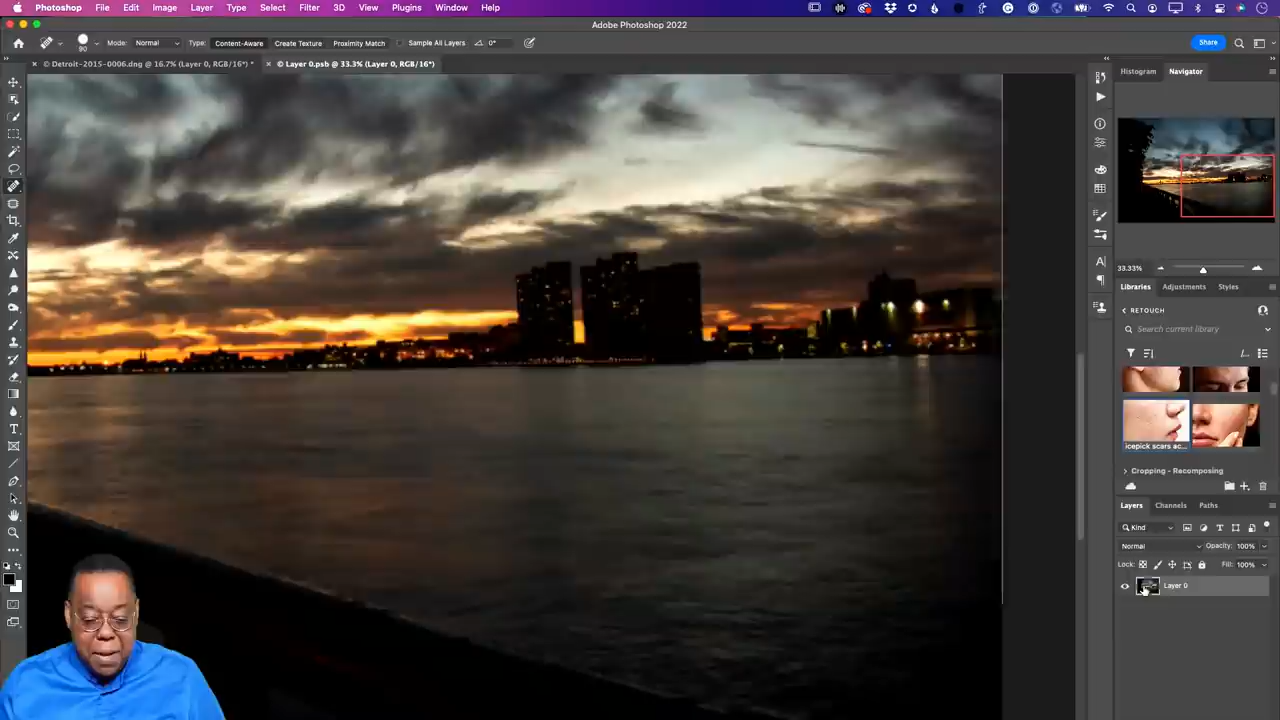 Photoshop File Edit Image Layer Type Select Filter 3D View Plugins Window Help
Adobe Photoshop 2022
90 Mode: Normal Type: Content-Aware Create Texture Proximity Match Sample All Layers 0° Share
© Detroit-2015-0006.dng @ 16.7% (Layer 0, RGB/16*) * © Layer 0.psb @ 33.3% (Layer 0, RGB/16*)
Histogram Navigator
33.33%
Libraries Adjustments Styles
RETOUCH
Search current library
icepick scars ac...
Cropping - Recomposing
Layers Channels Paths
Kind
Normal Opacity: 100%
Lock: Fill: 100%
Layer 0